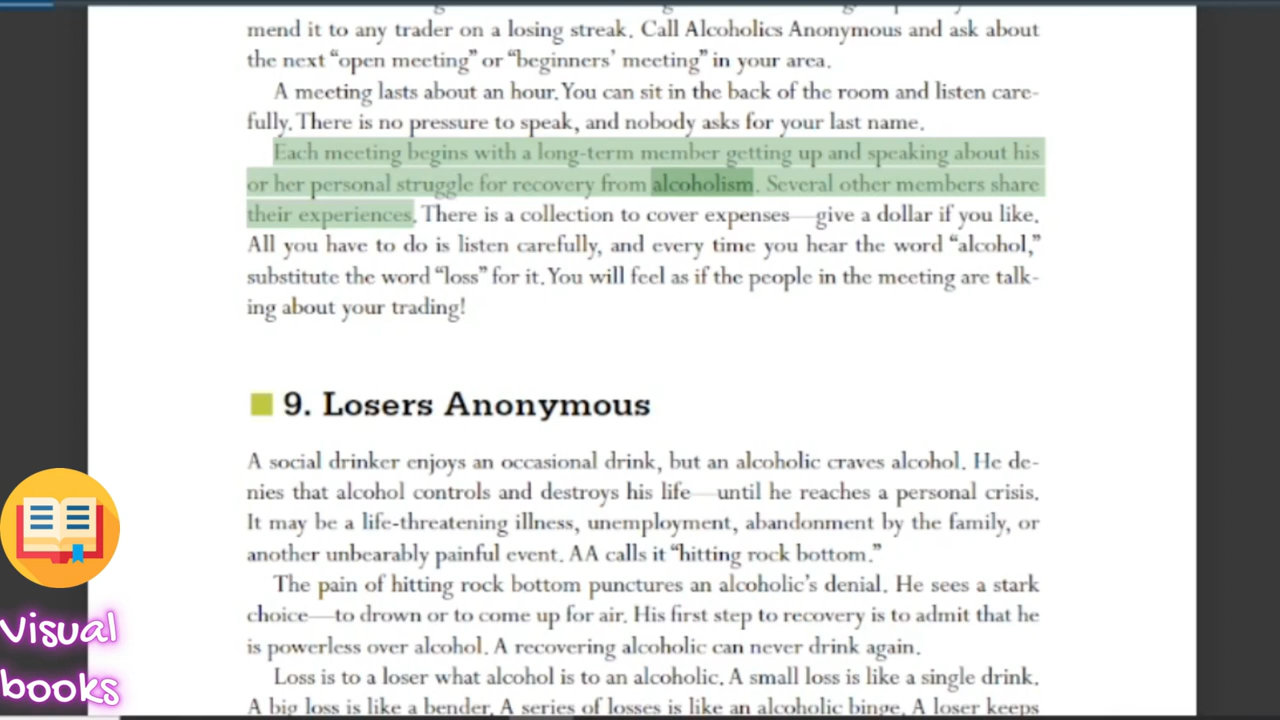 mend it to any trader on a losing streak. Call Alcoholics Anonymous and ask about
the next “open meeting” or “beginners’ meeting” in your area.
A meeting lasts about an hour. You can sit in the back of the room and listen care-
fully. There is no pressure to speak, and nobody asks for your last name.
Each meeting begins with a long-term member getting up and speaking about his
or her personal struggle for recovery from alcoholism. Several other members share
their experiences. There is a collection to cover expenses—give a dollar if you like.
All you have to do is listen carefully, and every time you hear the word “alcohol,”
substitute the word “loss” for it. You will feel as if the people in the meeting are talk-
ing about your trading!
9. Losers Anonymous
A social drinker enjoys an occasional drink, but an alcoholic craves alcohol. He de-
nies that alcohol controls and destroys his life—until he reaches a personal crisis.
It may be a life-threatening illness, unemployment, abandonment by the family, or
another unbearably painful event. AA calls it “hitting rock bottom.”
The pain of hitting rock bottom punctures an alcoholic’s denial. He sees a stark
choice—to drown or to come up for air. His first step to recovery is to admit that he
is powerless over alcohol. A recovering alcoholic can never drink again.
Loss is to a loser what alcohol is to an alcoholic. A small loss is like a single drink.
A big loss is like a bender. A series of losses is like an alcoholic binge. A loser keeps
Visual
books